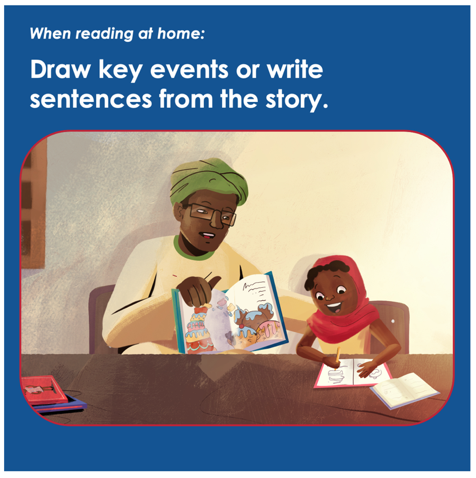 When reading at home:
Draw key events or write
sentences from the story.